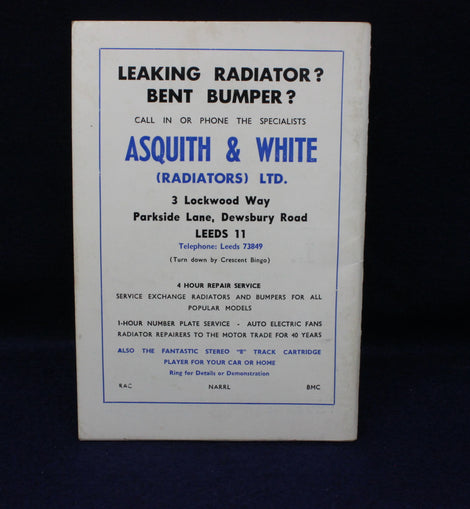 LEAKING RADIATOR?
BENT BUMPER?
CALL IN OR PHONE THE SPECIALISTS
ASQUITH & WHITE
(RADIATORS) LTD.
3 Lockwood Way
Parkside Lane, Dewsbury Road
LEEDS 11
Telephone: Leeds 73849
(Turn down by Crescent Bingo)
4 HOUR REPAIR SERVICE
SERVICE EXCHANGE RADIATORS AND BUMPERS FOR ALL
POPULAR MODELS
1-HOUR NUMBER PLATE SERVICE - AUTO ELECTRIC FANS
RADIATOR REPAIRERS TO THE MOTOR TRADE FOR 40 YEARS
ALSO THE FANTASTIC STEREO "8" TRACK CARTRIDGE
PLAYER FOR YOUR CAR OR HOME
Ring for Details or Demonstration
RAC NARRL BMC